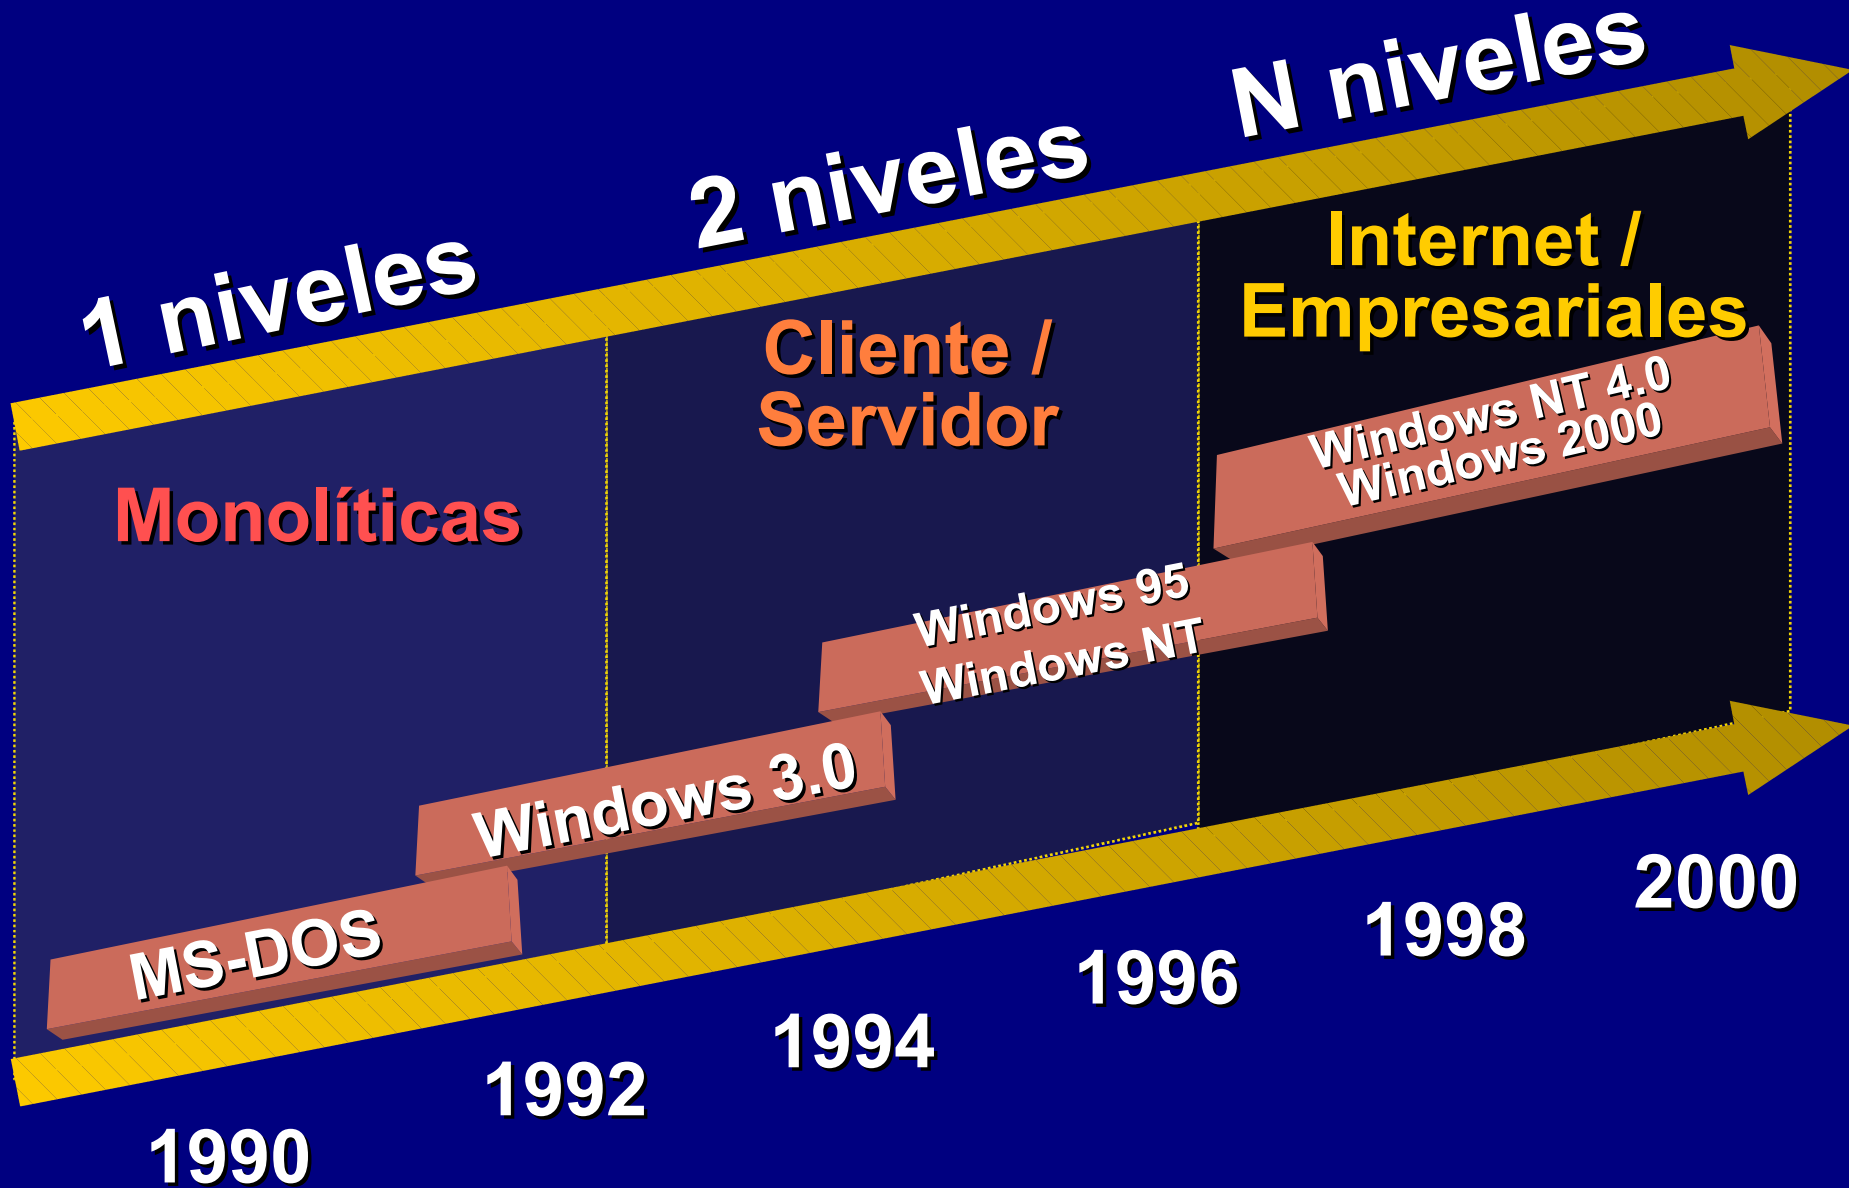 1 niveles
2 niveles
N niveles
Monolíticas
Cliente /
Servidor
Internet /
Empresariales
MS-DOS
Windows 3.0
Windows 95
Windows NT
Windows NT 4.0
Windows 2000
1990
1992
1994
1996
1998
2000